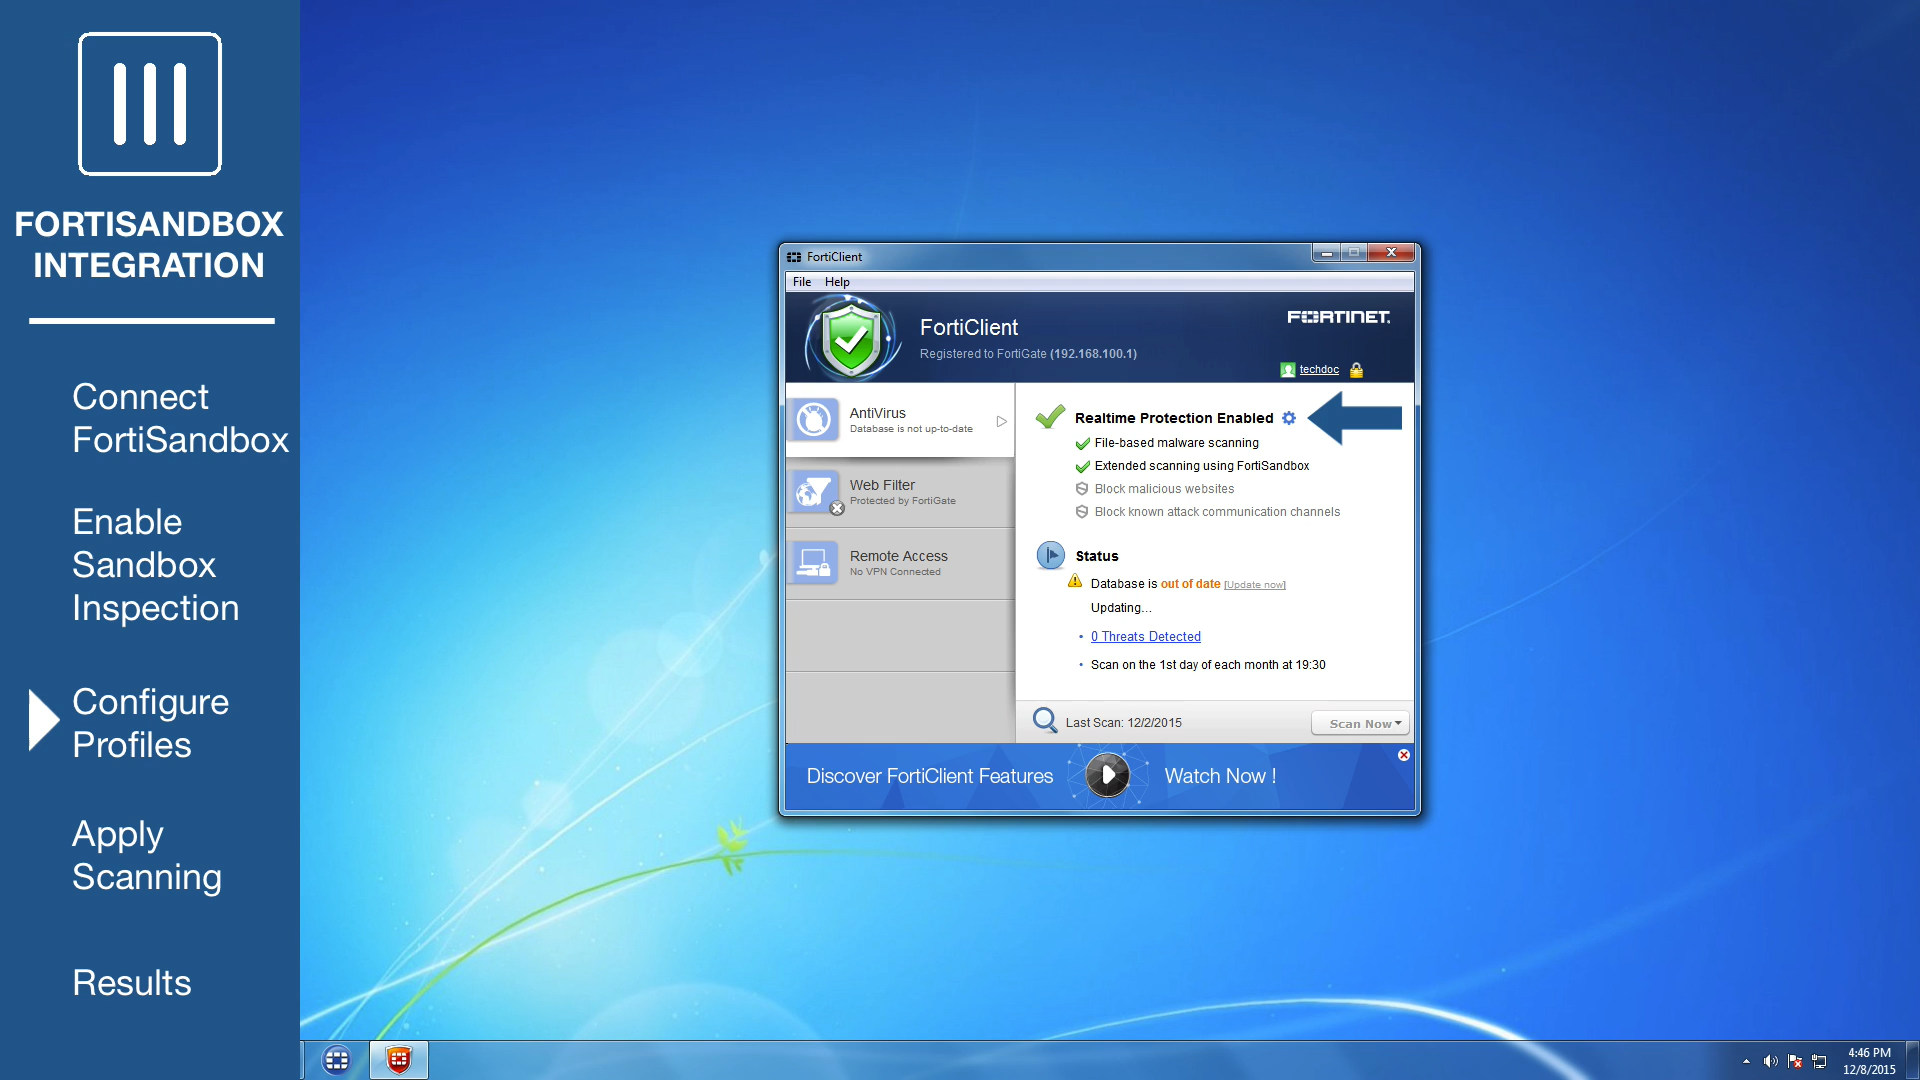 FORTISANDBOX
INTEGRATION
Connect
FortiSandbox
Enable
Sandbox
Inspection
Configure
Profiles
Apply
Scanning
Results
FortiClient
File Help
FortiClient
Registered to FortiGate (192.168.100.1)
FORTINET
techdoc
AntiVirus
Database is not up-to-date
Web Filter
Protected by FortiGate
Remote Access
No VPN Connected
Realtime Protection Enabled
File-based malware scanning
Extended scanning using FortiSandbox
Block malicious websites
Block known attack communication channels
Status
Database is out of date [Update now]
Updating...
0 Threats Detected
Scan on the 1st day of each month at 19:30
Last Scan: 12/2/2015
Scan Now
Discover FortiClient Features Watch Now !
4:46 PM
12/8/2015